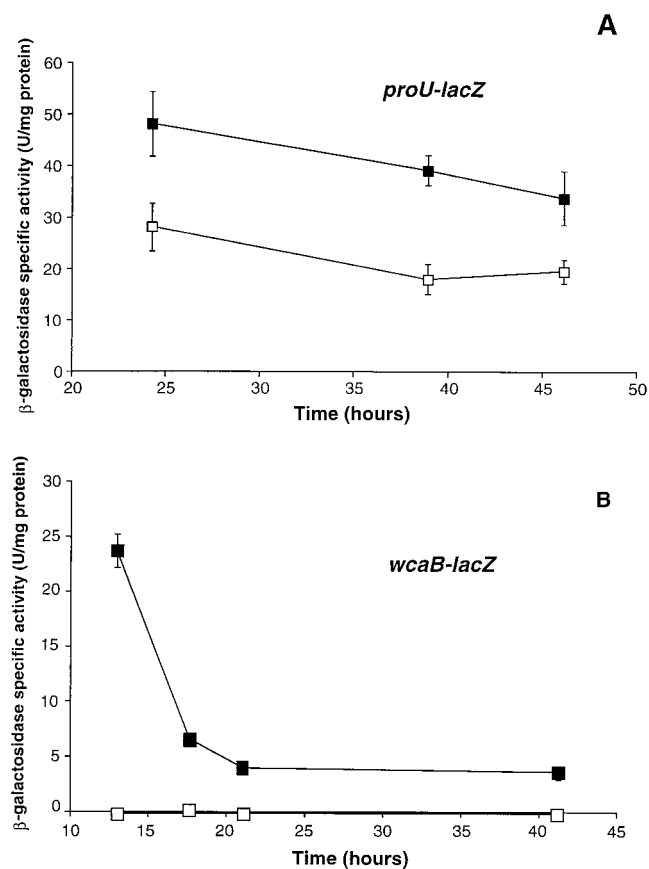 A
proU-lacZ
β-galactosidase specific activity (U/mg protein)
60
50
40
30
20
10
0
20 25 30 35 40 45 50
Time (hours)
B
wcaB-lacZ
β-galactosidase specific activity (U/mg protein)
30
25
20
15
10
5
0
10 15 20 25 30 35 40 45
Time (hours)